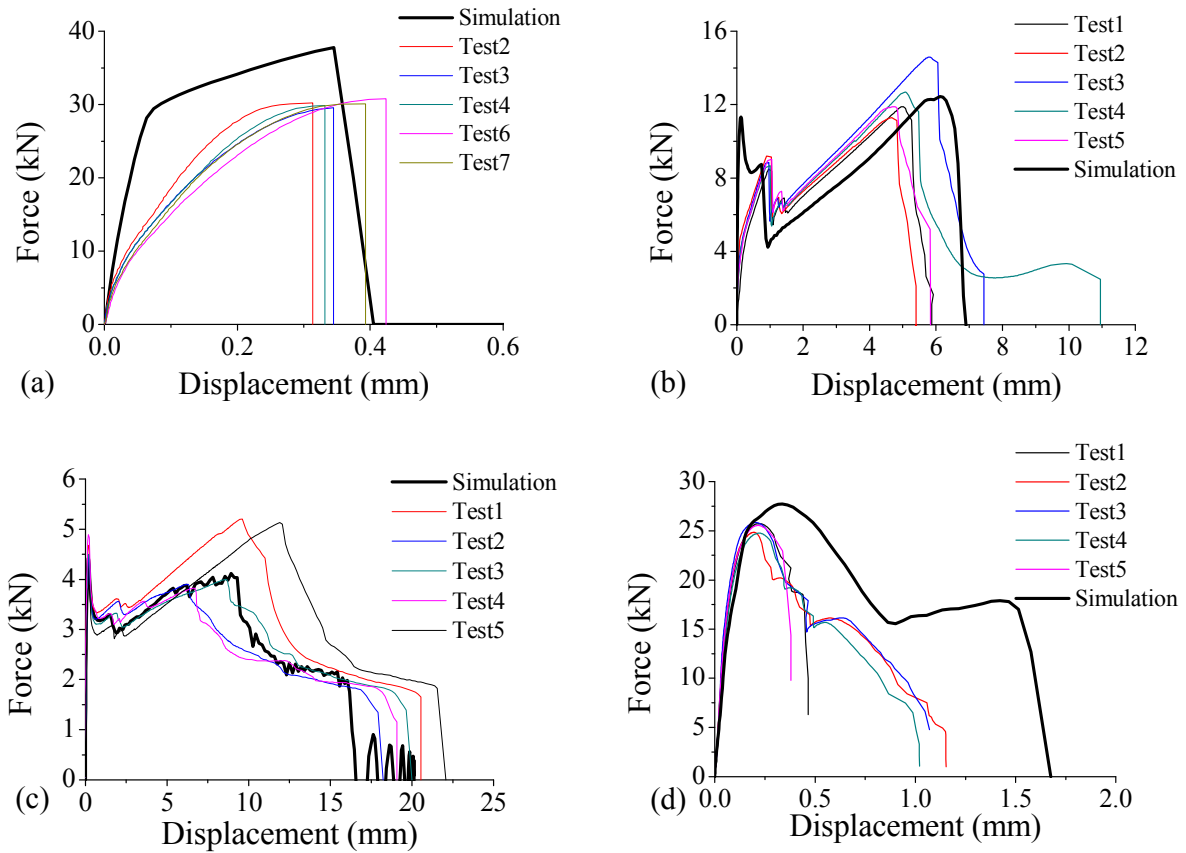 Simulation
Test2
Test3
Test4
Test6
Test7
40
30
20
10
0
0.0 0.2 0.4 0.6
Force (kN)
Displacement (mm)
(a)
Test1
Test2
Test3
Test4
Test5
Simulation
16
12
8
4
0
0 2 4 6 8 10 12
Force (kN)
Displacement (mm)
(b)
Simulation
Test1
Test2
Test3
Test4
Test5
6
5
4
3
2
1
0
0 5 10 15 20 25
Force (kN)
Displacement (mm)
(c)
Test1
Test2
Test3
Test4
Test5
Simulation
30
25
20
15
10
5
0
0.0 0.5 1.0 1.5 2.0
Force (kN)
Displacement (mm)
(d)